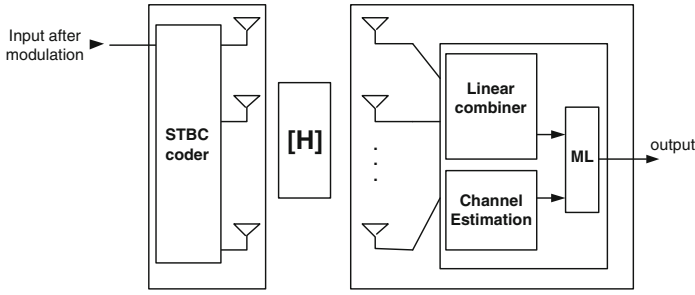 Input after
modulation
STBC
coder
[H]
Linear
combiner
Channel
Estimation
ML
output